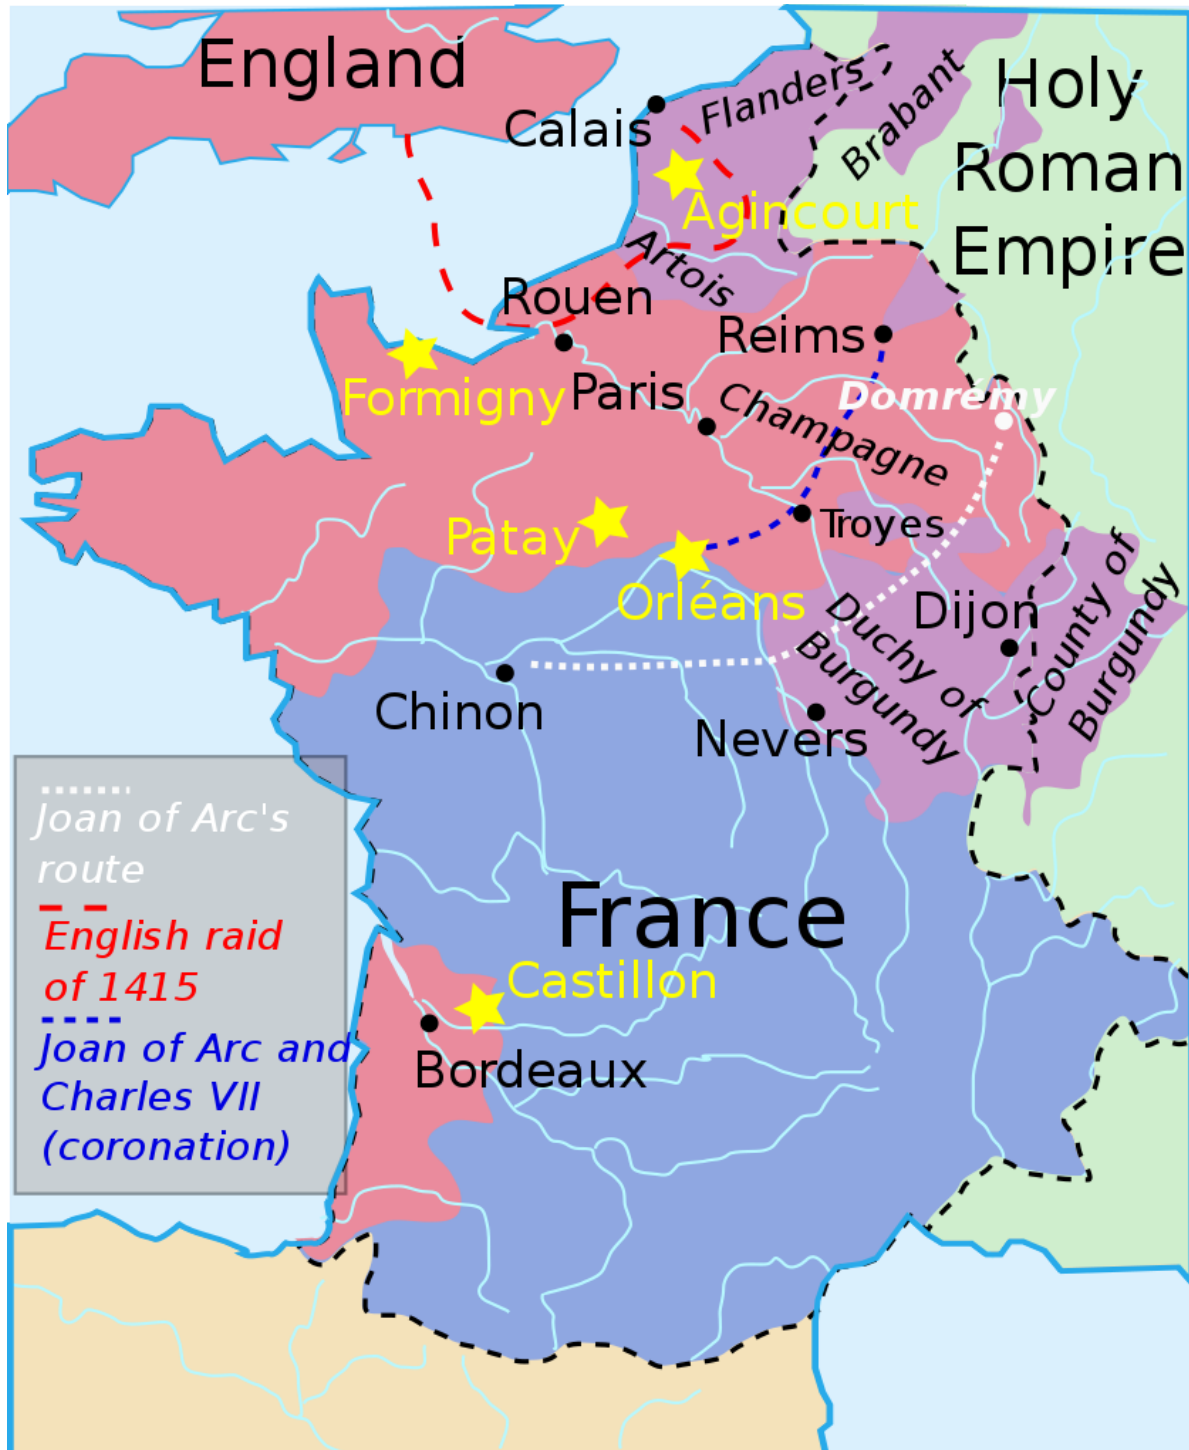 England
Holy
Roman
Empire
Calais
Flanders
Brabant
Agincourt
Artois
Rouen
Reims
Formigny
Paris
Champagne
Domrémy
Patay
Troyes
Orléans
Dijon
County of
Burgundy
Duchy of
Burgundy
Chinon
Nevers
Joan of Arc's
route
English raid
of 1415
Joan of Arc and
Charles VII
(coronation)
France
Castillon
Bordeaux